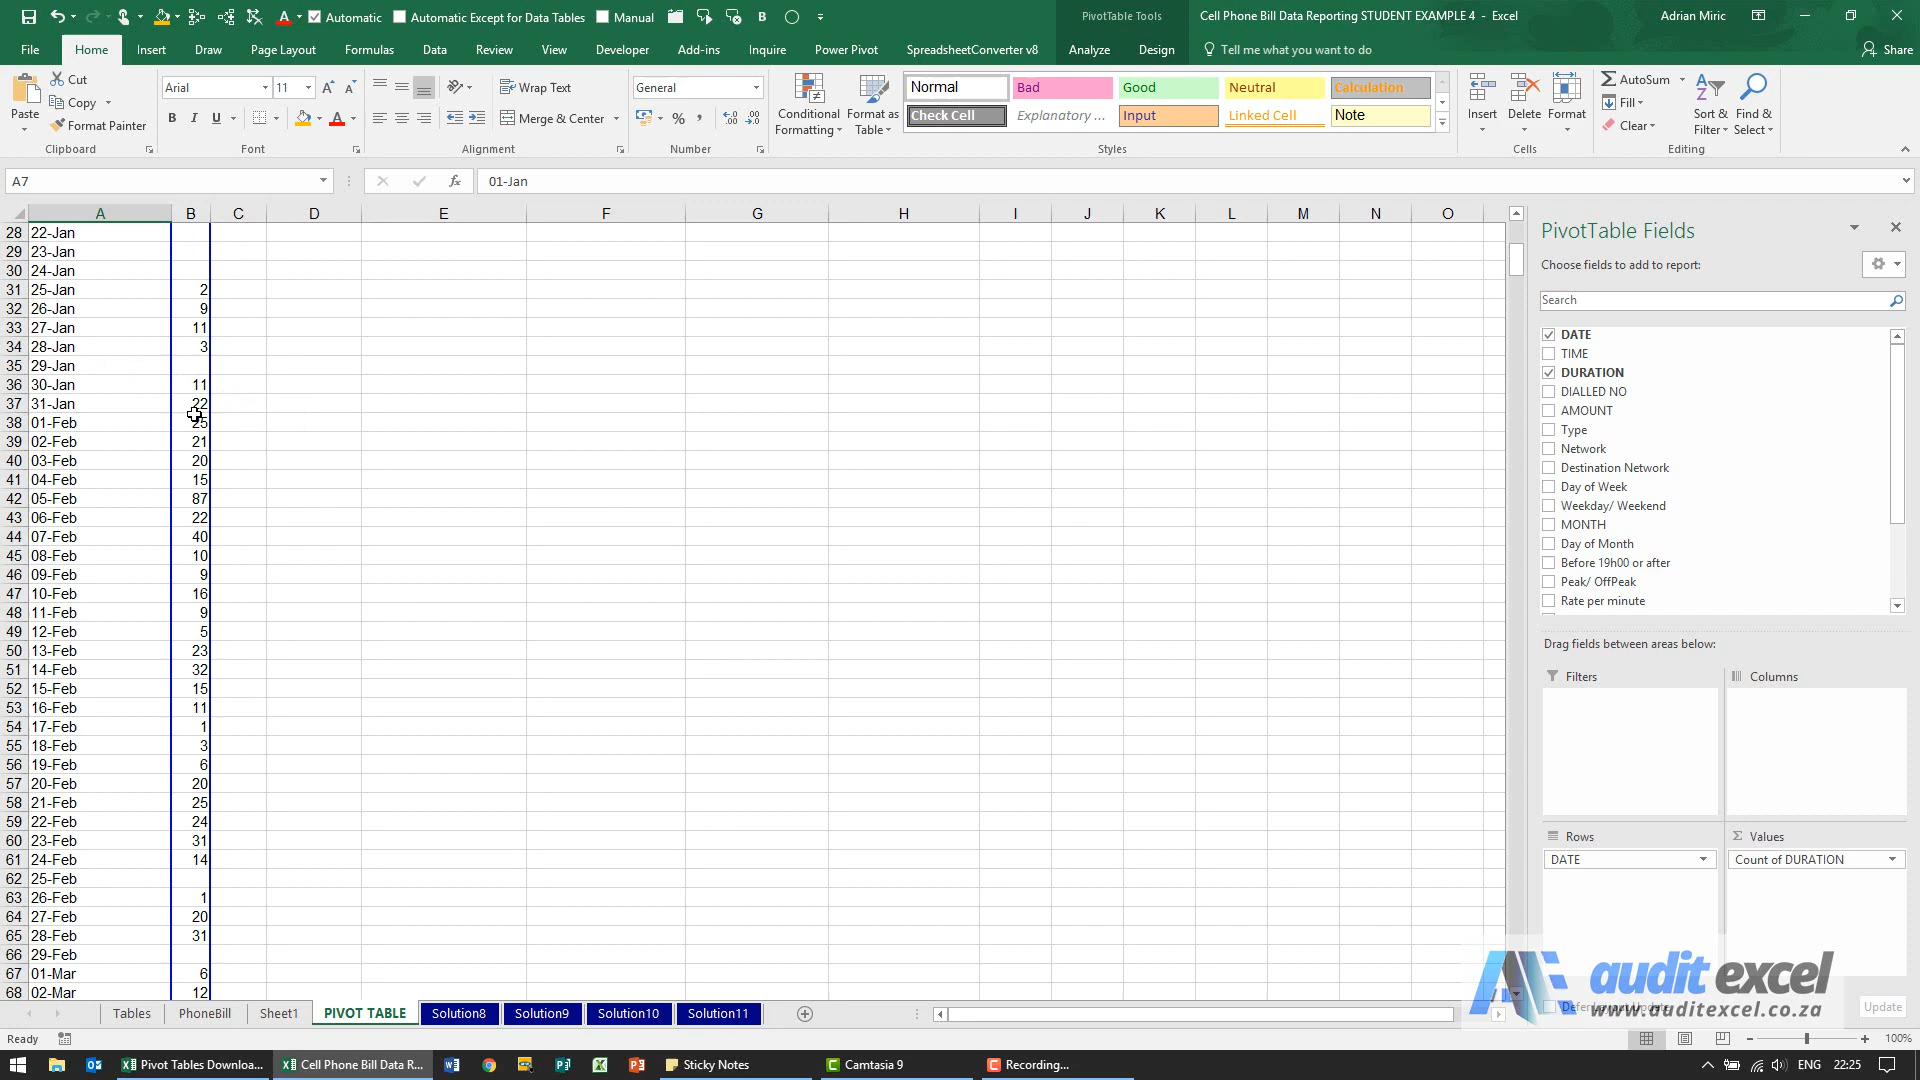 Automatic Automatic Except for Data Tables Manual B PivotTable Tools Cell Phone Bill Data Reporting STUDENT EXAMPLE 4 - Excel Adrian Miric
File Home Insert Draw Page Layout Formulas Data Review View Developer Add-ins Inquire Power Pivot SpreadsheetConverter v8 Analyze Design Tell me what you want to do Share
Paste Cut Copy Format Painter
Clipboard
Arial 11
B I U A
Font
Wrap Text
Merge & Center
Alignment
General
Number
Conditional Formatting Format as Table
Normal Bad Good Neutral Calculation
Check Cell Explanatory ... Input Linked Cell Note
Styles
Insert Delete Format
Cells
AutoSum
Fill
Clear
Sort & Filter Find & Select
Editing
A7 fx 01-Jan
A B C D E F G H I J K L M N O
28 22-Jan
29 23-Jan
30 24-Jan
31 25-Jan 2
32 26-Jan 9
33 27-Jan 11
34 28-Jan 3
35 29-Jan
36 30-Jan 11
37 31-Jan 22
38 01-Feb 25
39 02-Feb 21
40 03-Feb 20
41 04-Feb 15
42 05-Feb 87
43 06-Feb 22
44 07-Feb 40
45 08-Feb 10
46 09-Feb 9
47 10-Feb 16
48 11-Feb 9
49 12-Feb 5
50 13-Feb 23
51 14-Feb 32
52 15-Feb 15
53 16-Feb 11
54 17-Feb 1
55 18-Feb 3
56 19-Feb 6
57 20-Feb 20
58 21-Feb 25
59 22-Feb 24
60 23-Feb 31
61 24-Feb 14
62 25-Feb
63 26-Feb 1
64 27-Feb 20
65 28-Feb 31
66 29-Feb
67 01-Mar 6
68 02-Mar 12
PivotTable Fields
Choose fields to add to report:
Search
DATE
TIME
DURATION
DIALLED NO
AMOUNT
Type
Network
Destination Network
Day of Week
Weekday/ Weekend
MONTH
Day of Month
Before 19h00 or after
Peak/ OffPeak
Rate per minute
Drag fields between areas below:
Filters Columns
Rows Σ Values
DATE Count of DURATION
audit excel
Defer Layout Update Update
www.auditexcel.co.za
Tables PhoneBill Sheet1 PIVOT TABLE Solution8 Solution9 Solution10 Solution11
Ready 100%
Pivot Tables Downloa... Cell Phone Bill Data R... Sticky Notes Camtasia 9 Recording... ENG 22:25